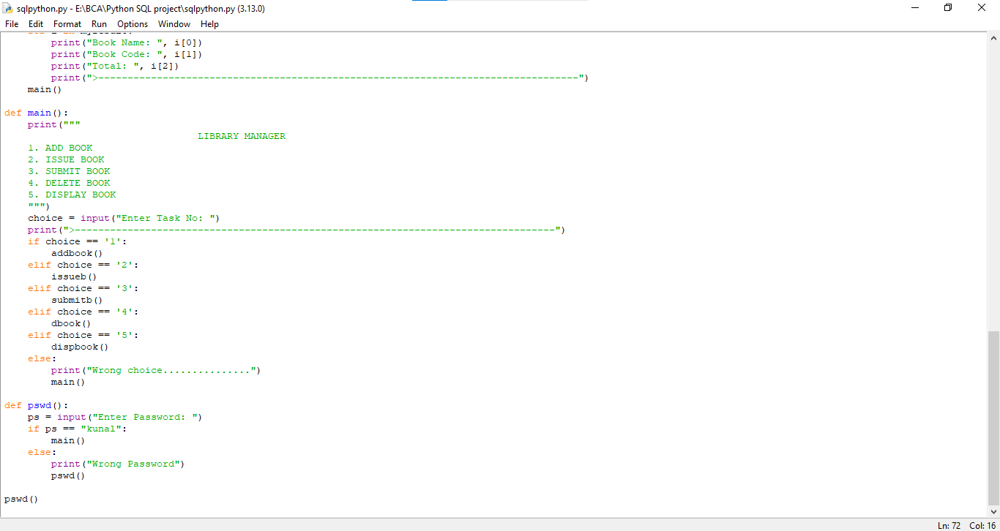 sqlpython.py - E:\BCA\Python SQL project\sqlpython.py (3.13.0)
File Edit Format Run Options Window Help
        print("Book Name: ", i[0])
        print("Book Code: ", i[1])
        print("Total: ", i[2])
        print(">----------------------------------------------------------------------------------")
    main()

def main():
    print("""
                                 LIBRARY MANAGER
    1. ADD BOOK
    2. ISSUE BOOK
    3. SUBMIT BOOK
    4. DELETE BOOK
    5. DISPLAY BOOK
    """)
    choice = input("Enter Task No: ")
    print(">----------------------------------------------------------------------------------")
    if choice == '1':
        addbook()
    elif choice == '2':
        issueb()
    elif choice == '3':
        submitb()
    elif choice == '4':
        dbook()
    elif choice == '5':
        dispbook()
    else:
        print("Wrong choice...............")
        main()

def pswd():
    ps = input("Enter Password: ")
    if ps == "kunal":
        main()
    else:
        print("Wrong Password")
        pswd()

pswd()
Ln: 72 Col: 16